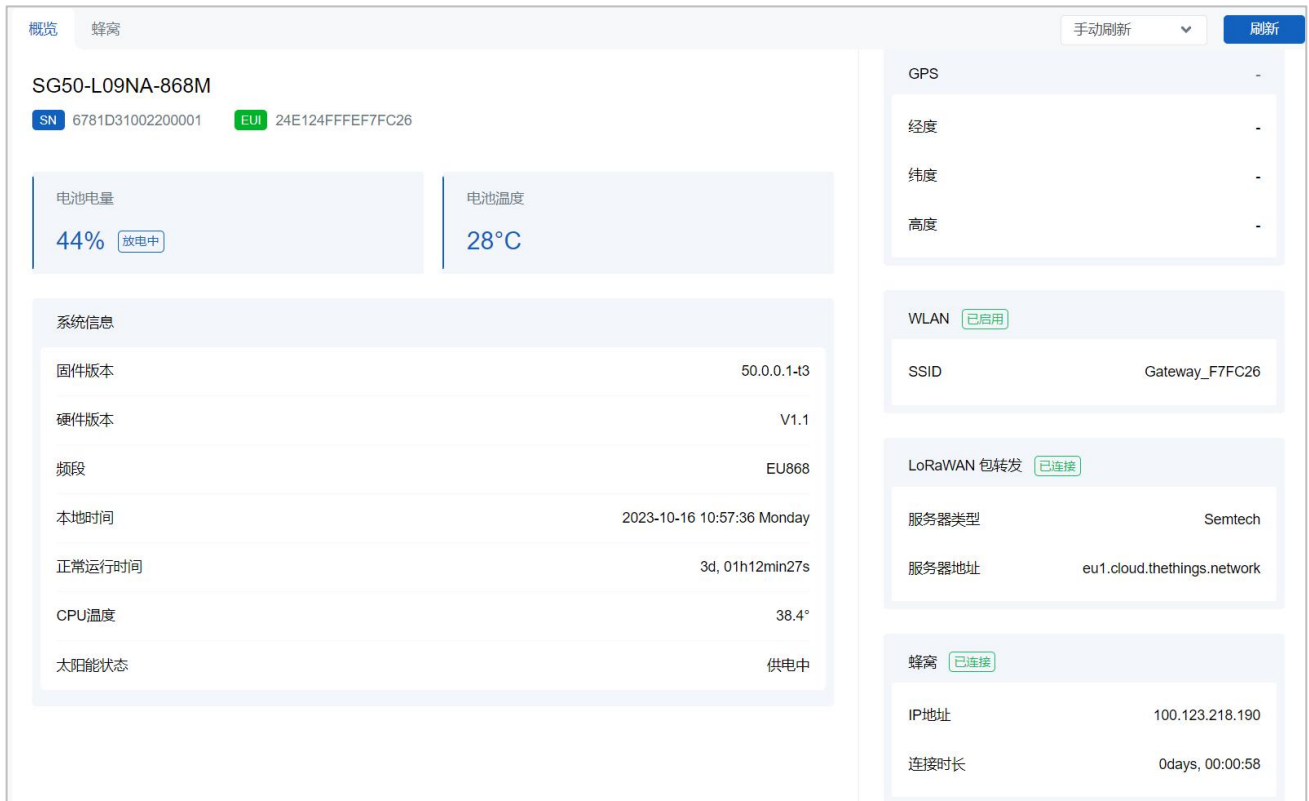 概览 蜂窝 手动刷新 刷新
SG50-L09NA-868M
SN 6781D31002200001 EUI 24E124FFFEF7FC26
电池电量
44% 放电中
电池温度
28°C
系统信息
固件版本 50.0.0.1-t3
硬件版本 V1.1
频段 EU868
本地时间 2023-10-16 10:57:36 Monday
正常运行时间 3d, 01h12min27s
CPU温度 38.4°
太阳能状态 供电中
GPS -
经度 -
纬度 -
高度 -
WLAN 已启用
SSID Gateway_F7FC26
LoRaWAN 包转发 已连接
服务器类型 Semtech
服务器地址 eu1.cloud.thethings.network
蜂窝 已连接
IP地址 100.123.218.190
连接时长 0days, 00:00:58